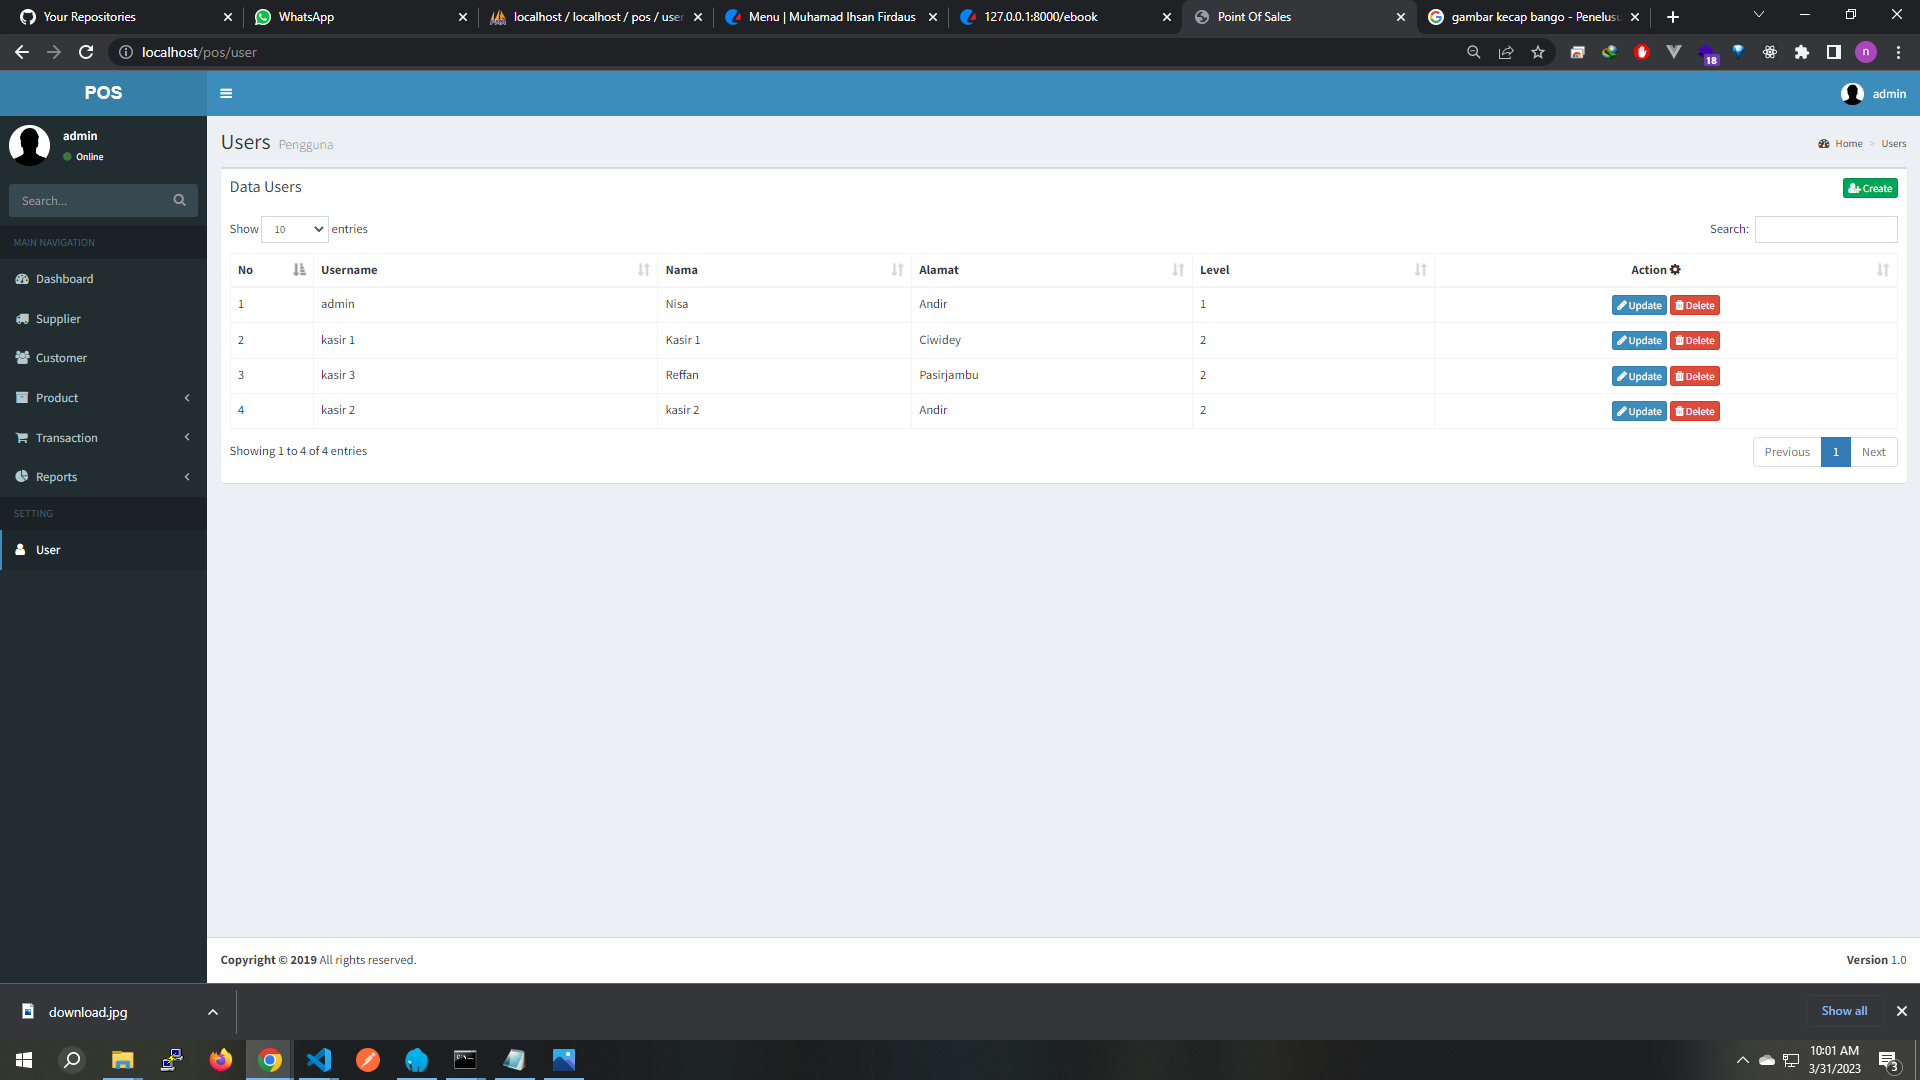 Your Repositories
WhatsApp
localhost / localhost / pos / user
Menu | Muhamad Ihsan Firdaus
127.0.0.1:8000/ebook
Point Of Sales
gambar kecap bango - Penelusu
localhost/pos/user
18
n
POS
admin
admin
Online
Users Pengguna
Home > Users
Search...
Data Users
Create
Show 10 entries
Search:
MAIN NAVIGATION
Dashboard
Supplier
Customer
Product
Transaction
Reports
SETTING
User
No Username Nama Alamat Level Action
1 admin Nisa Andir 1 Update Delete
2 kasir 1 Kasir 1 Ciwidey 2 Update Delete
3 kasir 3 Reffan Pasirjambu 2 Update Delete
4 kasir 2 kasir 2 Andir 2 Update Delete
Showing 1 to 4 of 4 entries
Previous 1 Next
Copyright © 2019 All rights reserved.
Version 1.0
download.jpg
Show all
10:01 AM
3/31/2023
3